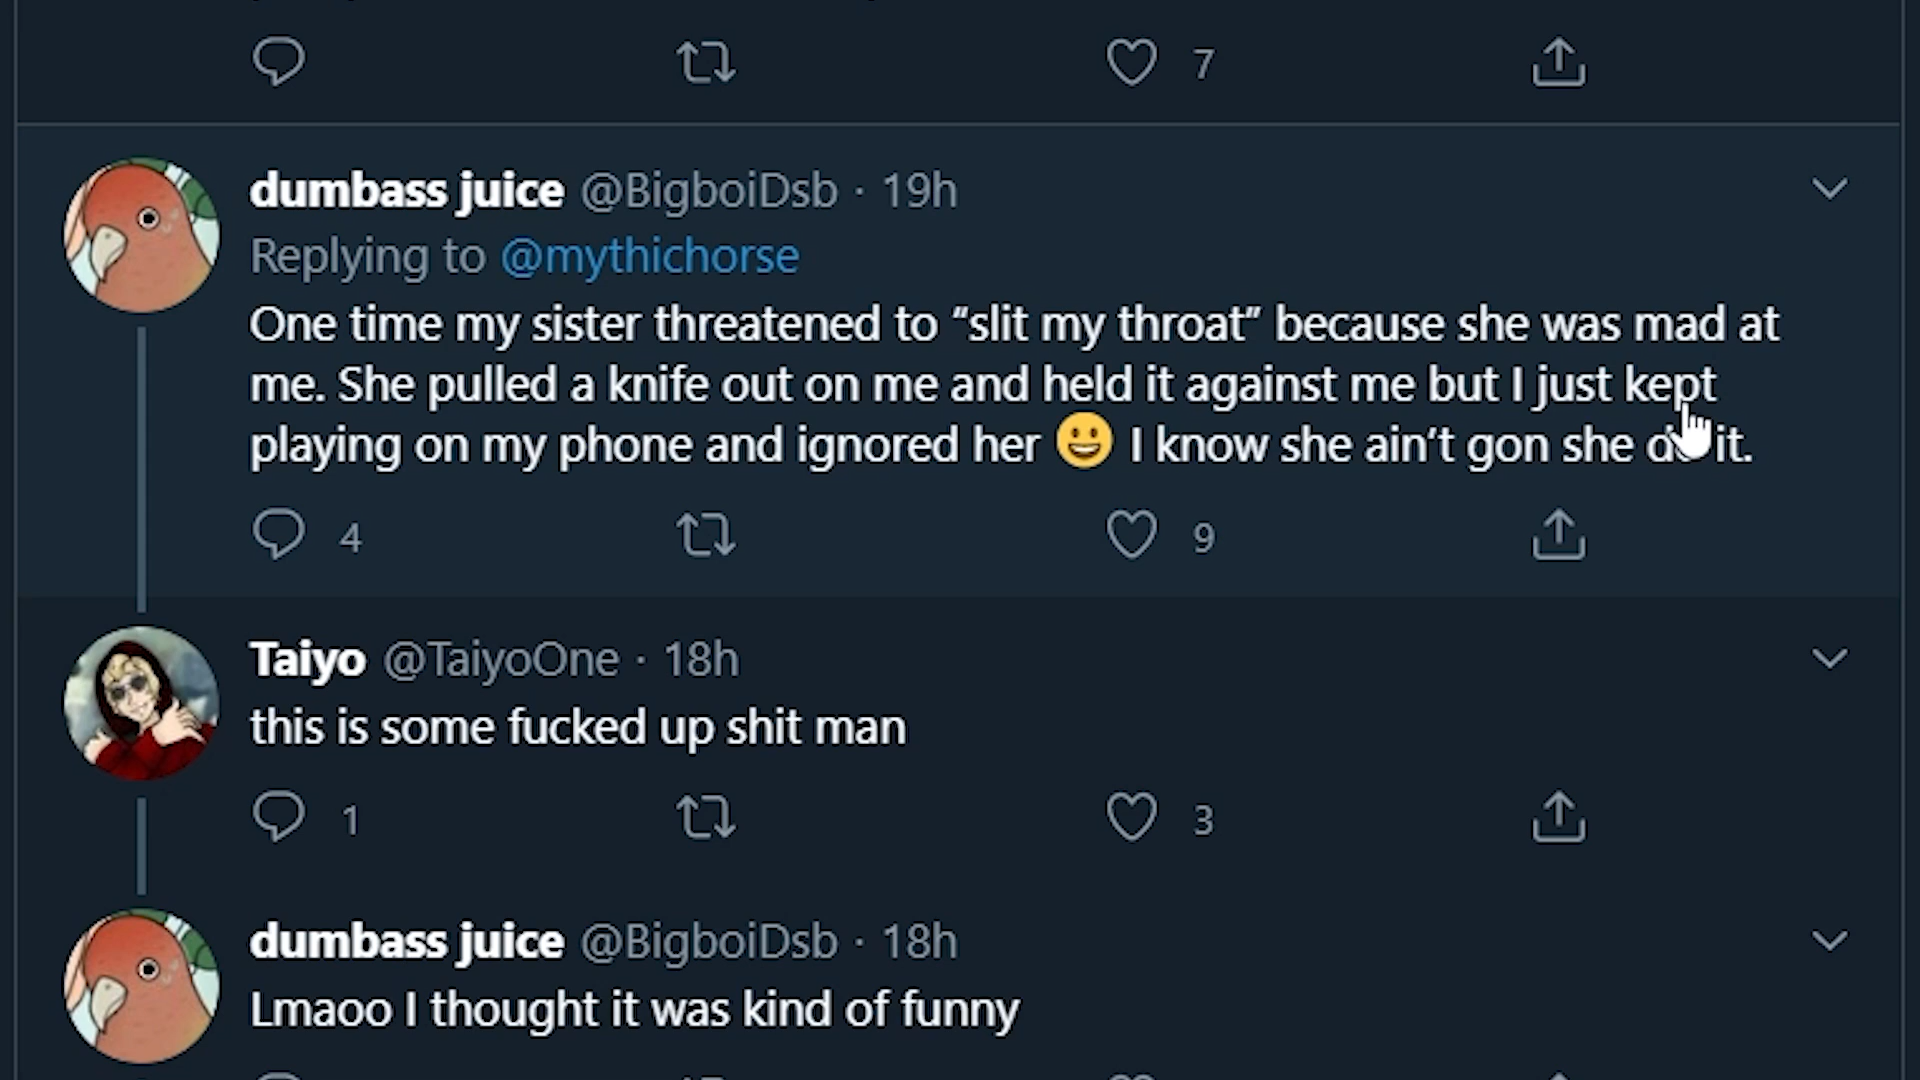 7
dumbass juice @BigboiDsb · 19h
Replying to @mythichorse
One time my sister threatened to “slit my throat” because she was mad at
me. She pulled a knife out on me and held it against me but I just kept
playing on my phone and ignored her 😀 I know she ain’t gon she do it.
4 9
Taiyo @TaiyoOne · 18h
this is some fucked up shit man
1 3
dumbass juice @BigboiDsb · 18h
Lmaoo I thought it was kind of funny